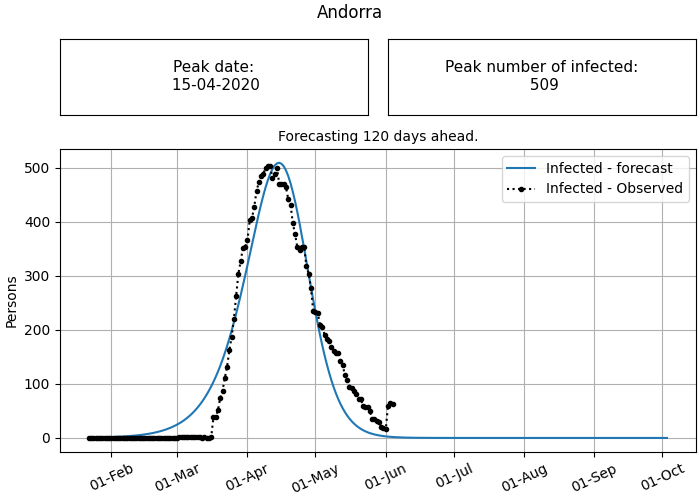 Andorra
Peak date:
15-04-2020
Peak number of infected:
509
Forecasting 120 days ahead.
Infected - forecast
Infected - Observed
Persons
500
400
300
200
100
0
01-Feb
01-Mar
01-Apr
01-May
01-Jun
01-Jul
01-Aug
01-Sep
01-Oct